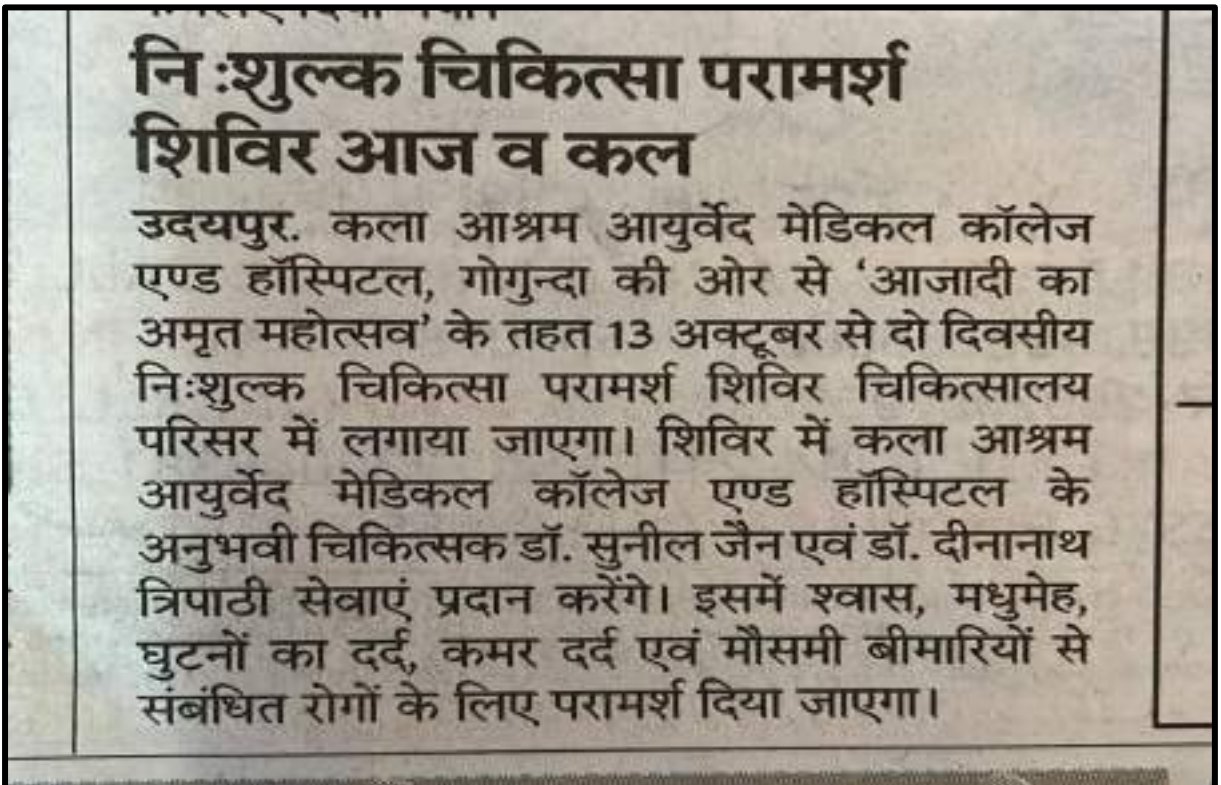 नि :शुल्क चिकित्सा परामर्श
शिविर आज व कल
उदयपुर. कला आश्रम आयुर्वेद मेडिकल कॉलेज
एण्ड हॉस्पिटल, गोगुन्दा की ओर से ‘आजादी का
अमृत महोत्सव’ के तहत 13 अक्टूबर से दो दिवसीय
निःशुल्क चिकित्सा परामर्श शिविर चिकित्सालय
परिसर में लगाया जाएगा। शिविर में कला आश्रम
आयुर्वेद मेडिकल कॉलेज एण्ड हॉस्पिटल के
अनुभवी चिकित्सक डॉ. सुनील जैन एवं डॉ. दीनानाथ
त्रिपाठी सेवाएं प्रदान करेंगे। इसमें श्वास, मधुमेह,
घुटनों का दर्द, कमर दर्द एवं मौसमी बीमारियों से
संबंधित रोगों के लिए परामर्श दिया जाएगा।